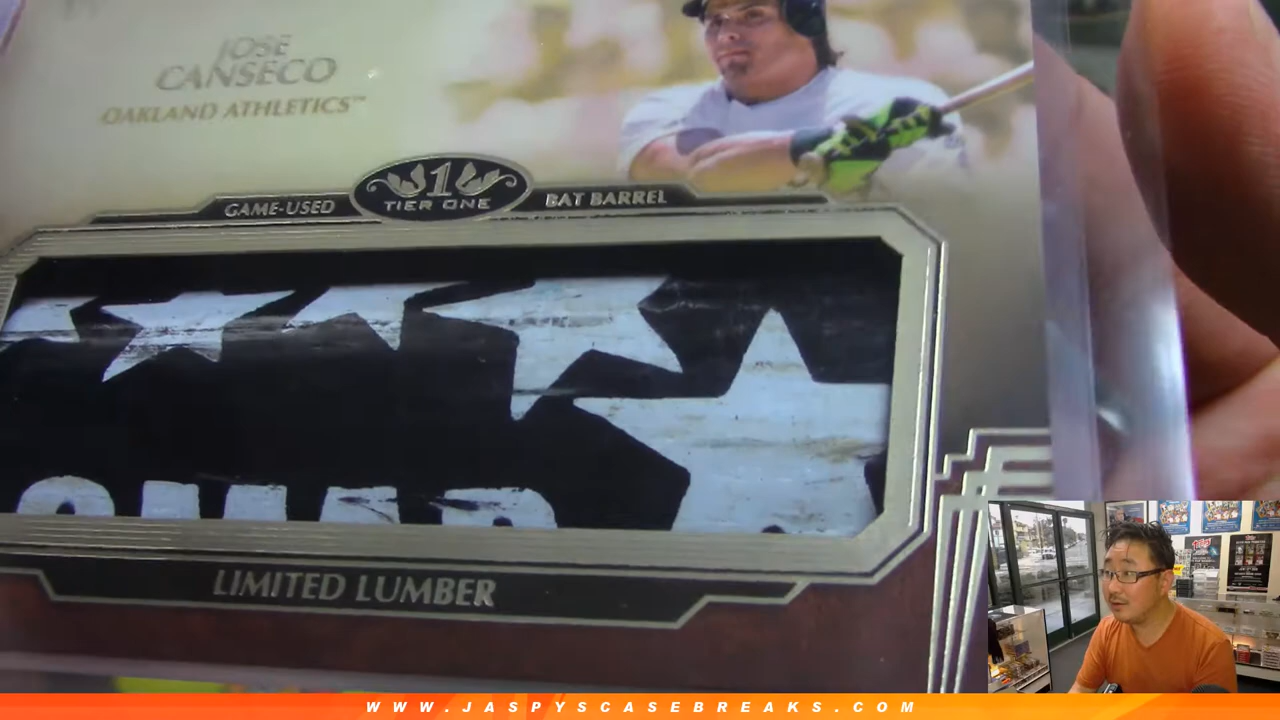 JOSE
CANSECO
OAKLAND ATHLETICS™
GAME-USED
1
TIER ONE
BAT BARREL
LIMITED LUMBER
WWW.JASPYSCASEBREAKS.COM